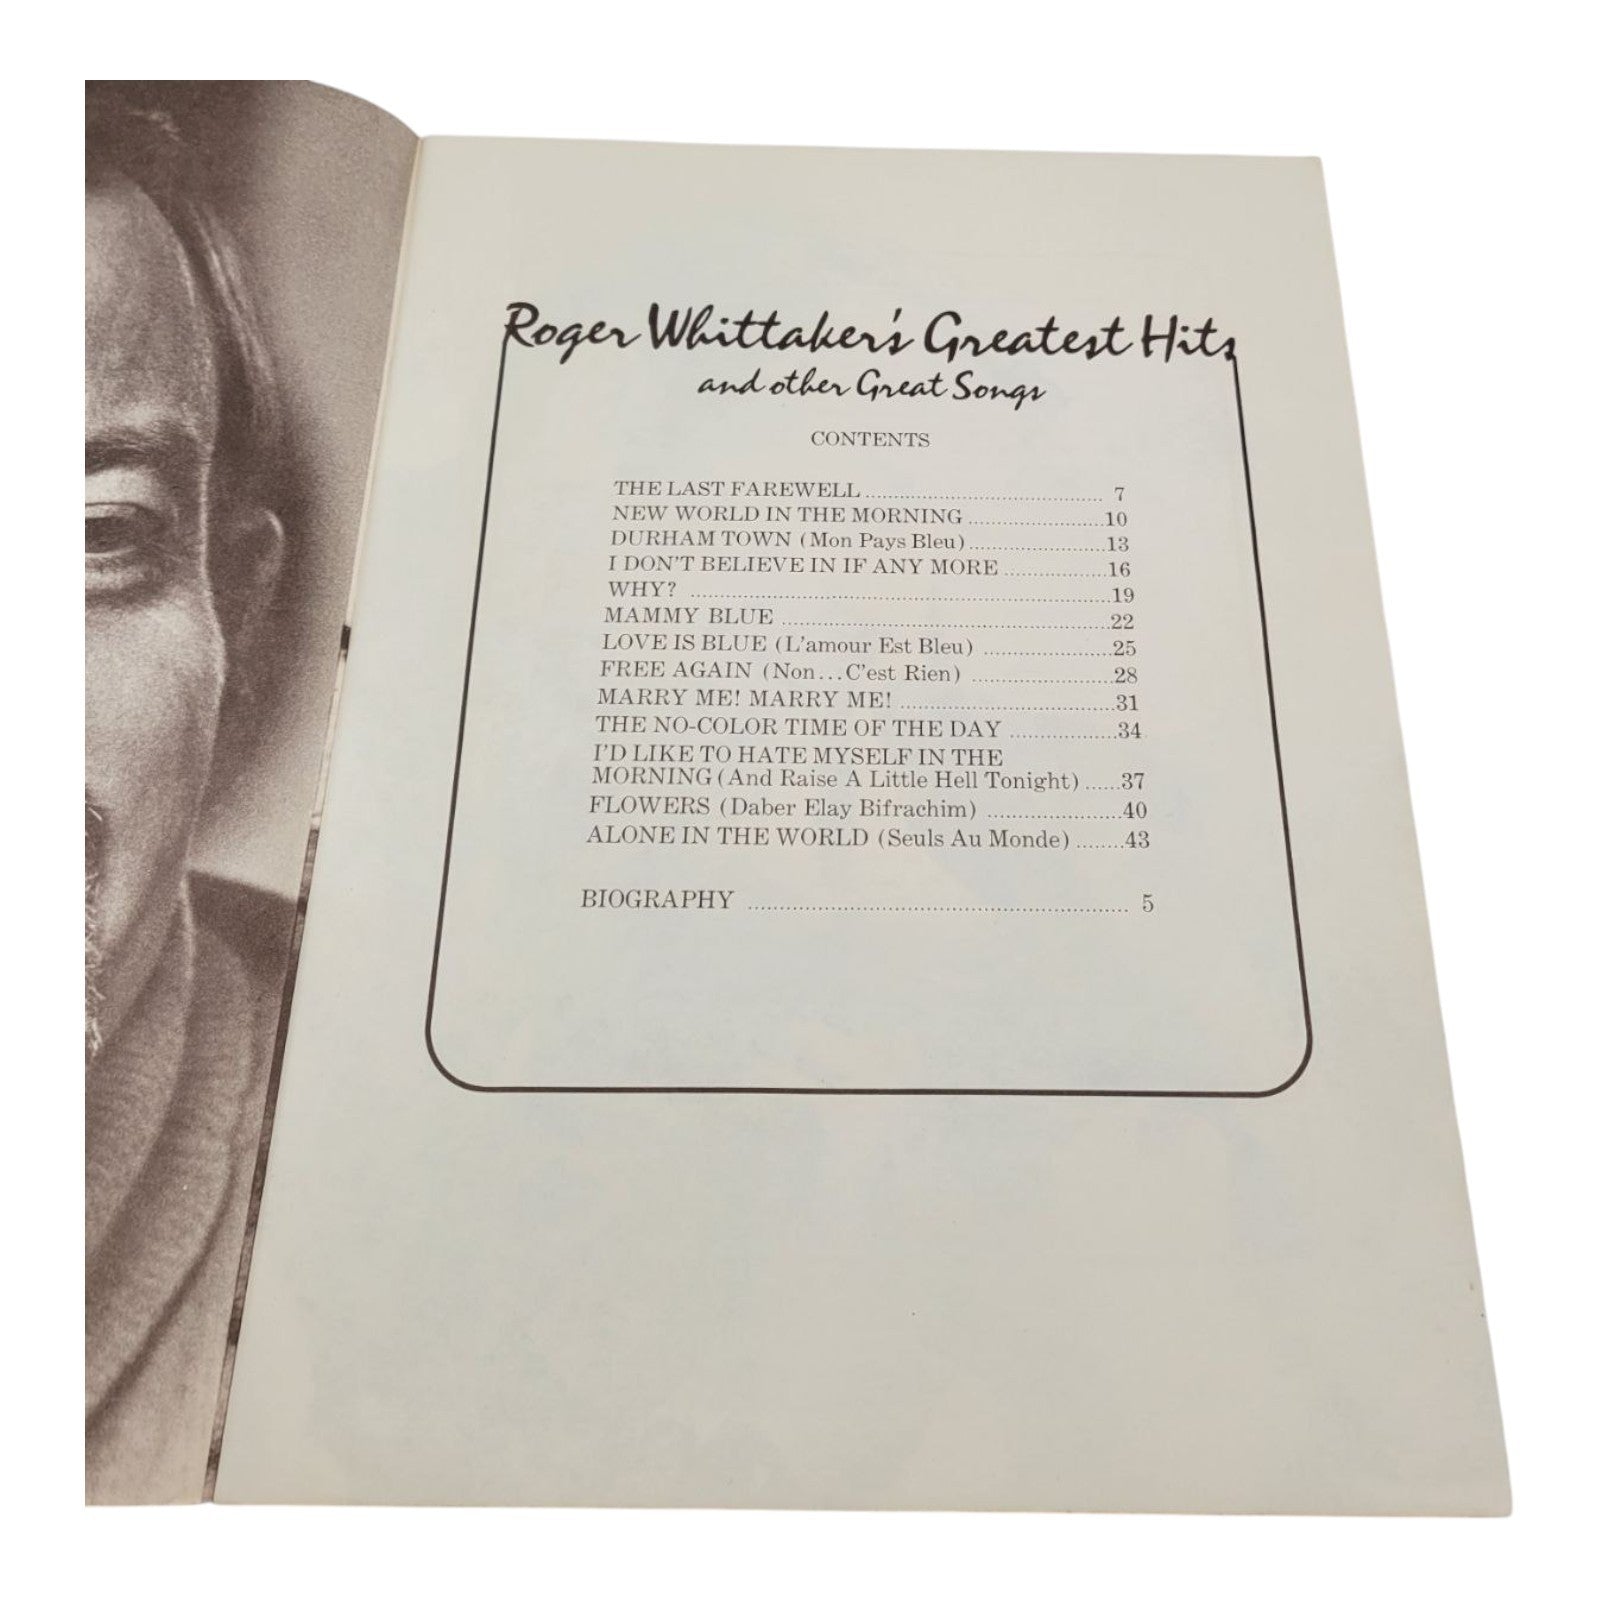 Roger Whittaker's Greatest Hits
and other Great Songs
CONTENTS
THE LAST FAREWELL ........................................ 7
NEW WORLD IN THE MORNING .......................10
DURHAM TOWN (Mon Pays Bleu).......................13
I DON'T BELIEVE IN IF ANY MORE ..................16
WHY? .......................................................................19
MAMMY BLUE .......................................................22
LOVE IS BLUE (L'amour Est Bleu) .....................25
FREE AGAIN (Non...C'est Rien) ........................28
MARRY ME! MARRY ME! ....................................31
THE NO-COLOR TIME OF THE DAY ..................34
I'D LIKE TO HATE MYSELF IN THE
MORNING (And Raise A Little Hell Tonight) ......37
FLOWERS (Daber Elay Bifrachim) .......................40
ALONE IN THE WORLD (Seuls Au Monde) ........43
BIOGRAPHY ......................................................... 5